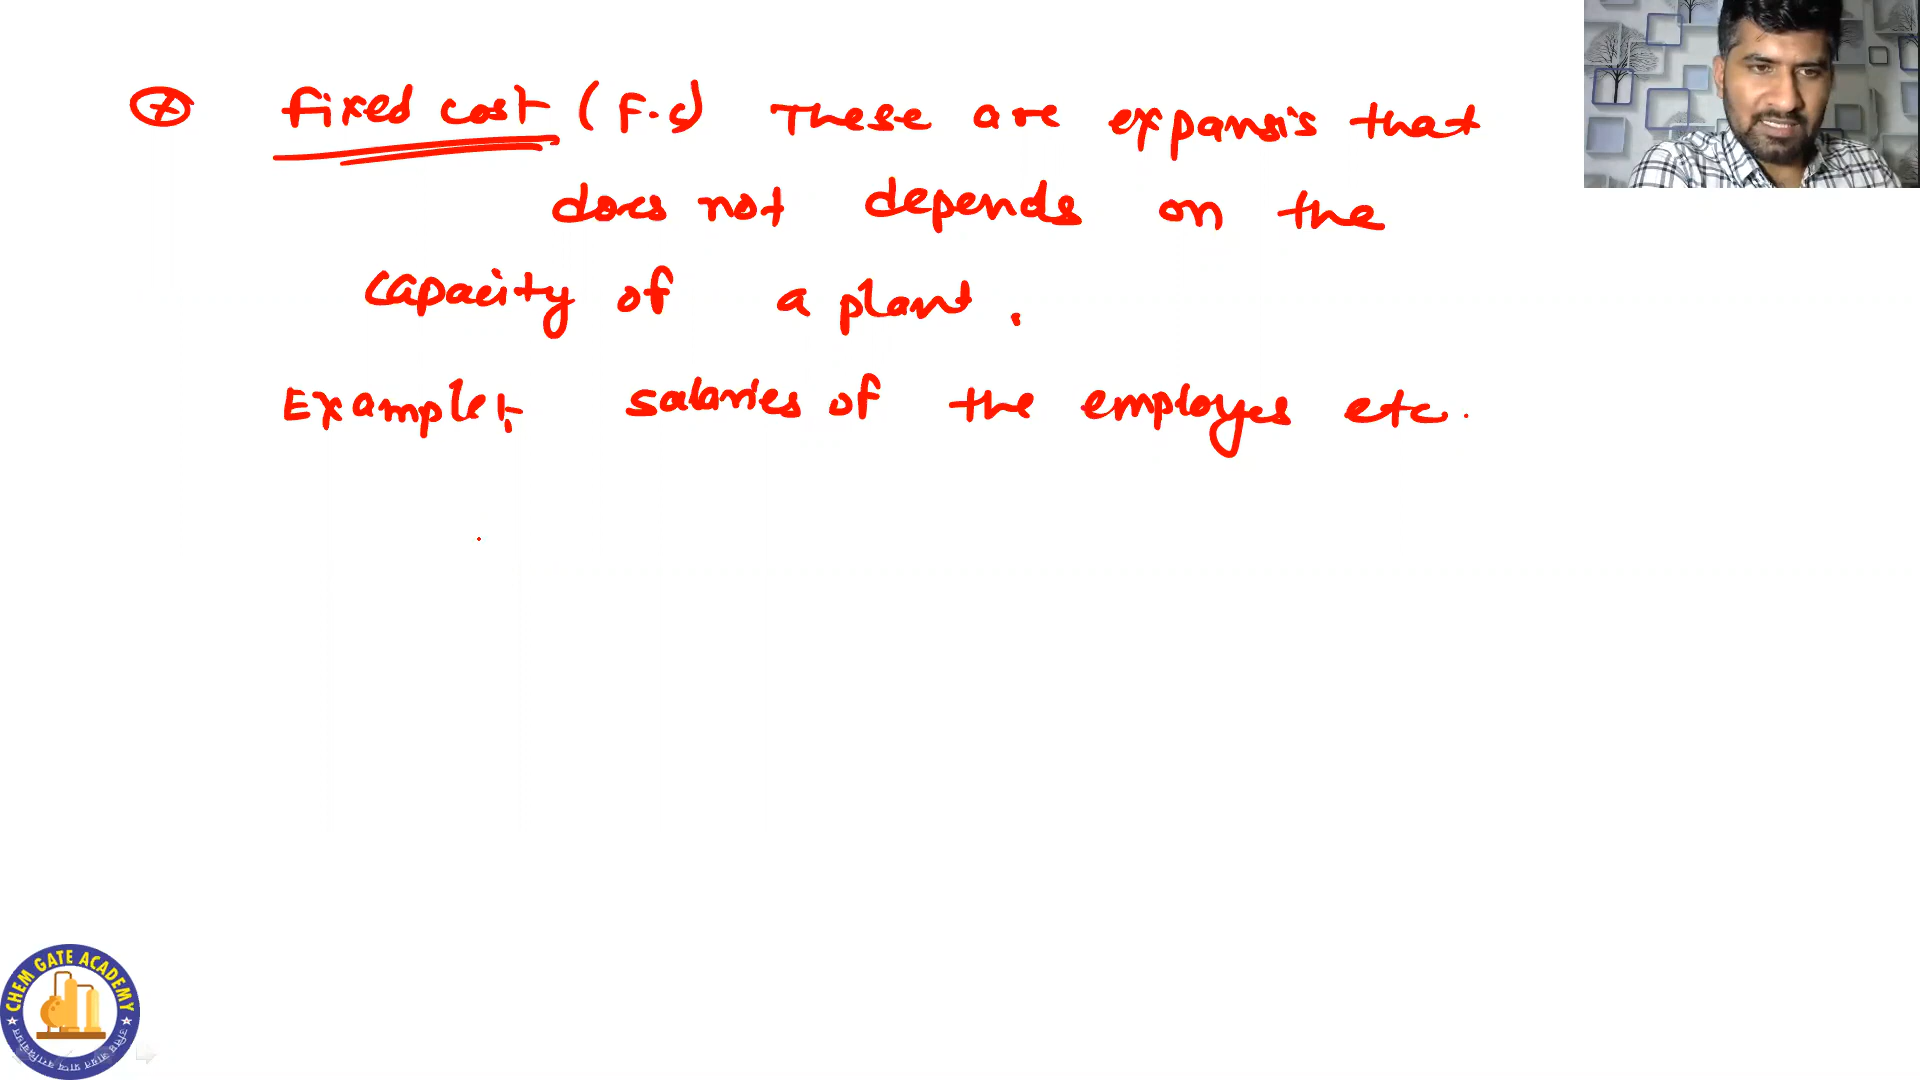 fixed cost (F.C) These are expansis that
does not depends on the
capacity of a plant.
Example:- salaries of the employes etc.
CHEM GATE ACADEMY